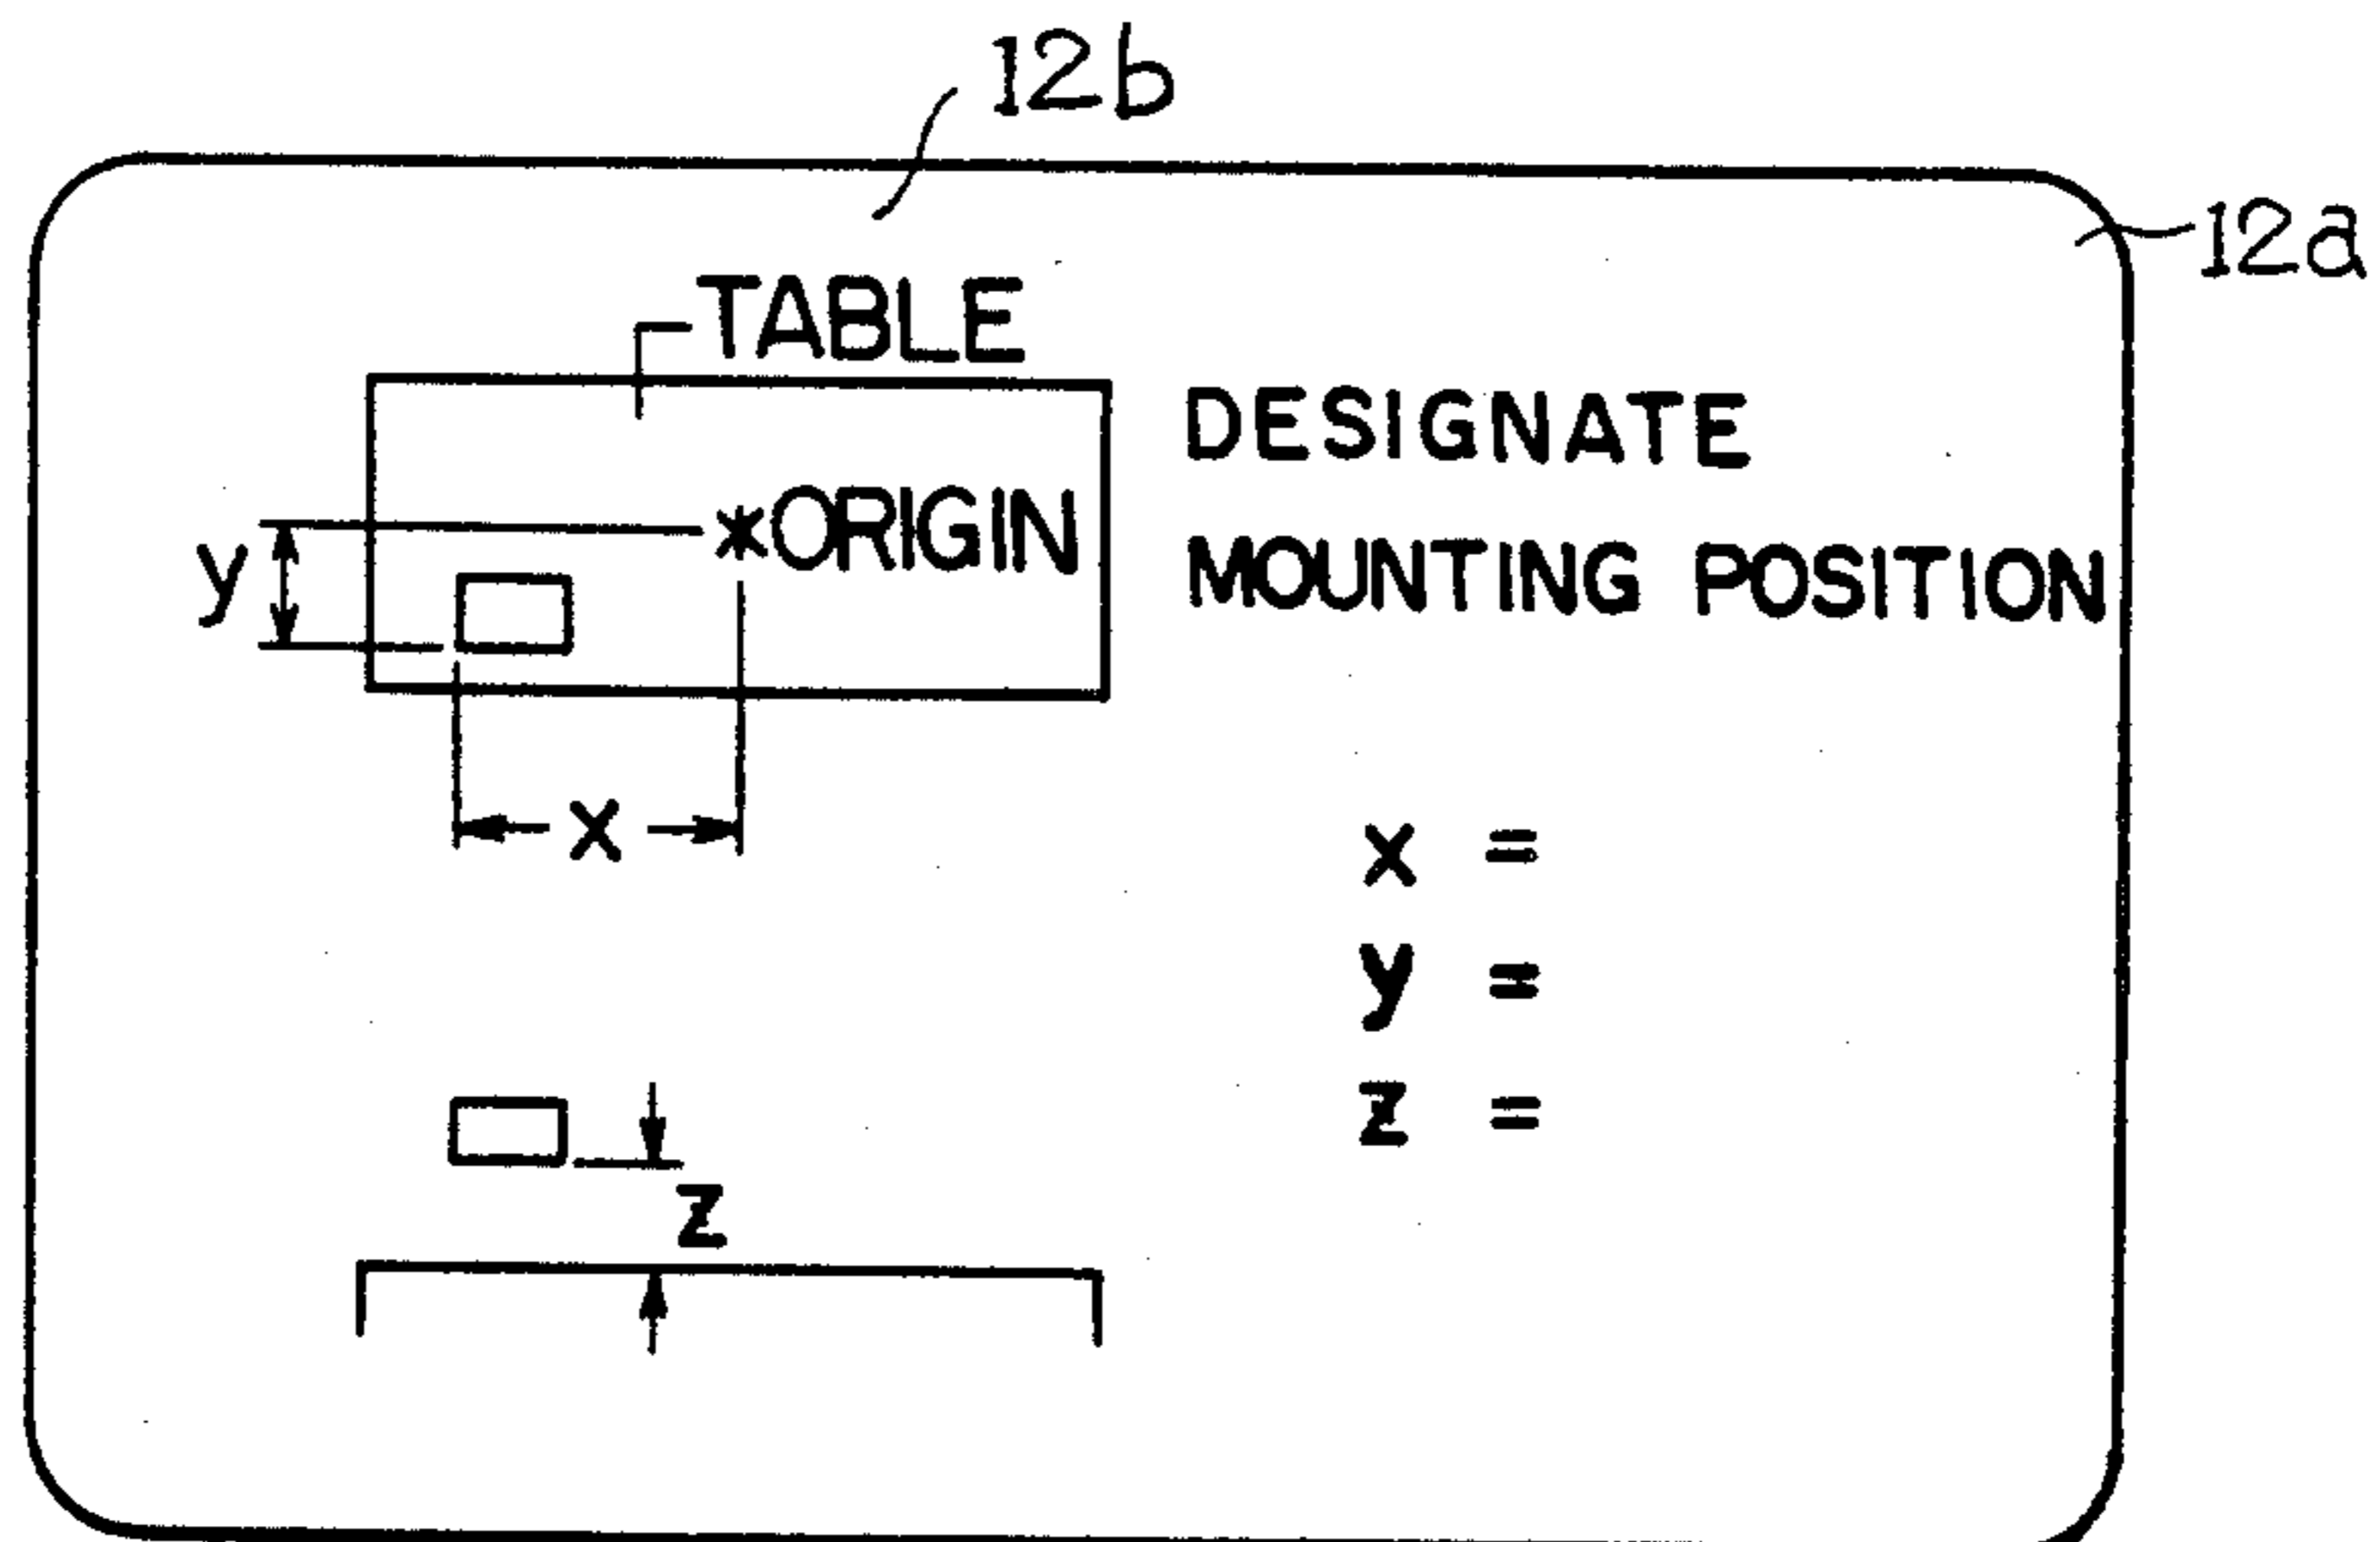 12b
12a
TABLE
DESIGNATE
*ORIGIN
MOUNTING POSITION
y
x
x =
y =
z =
z